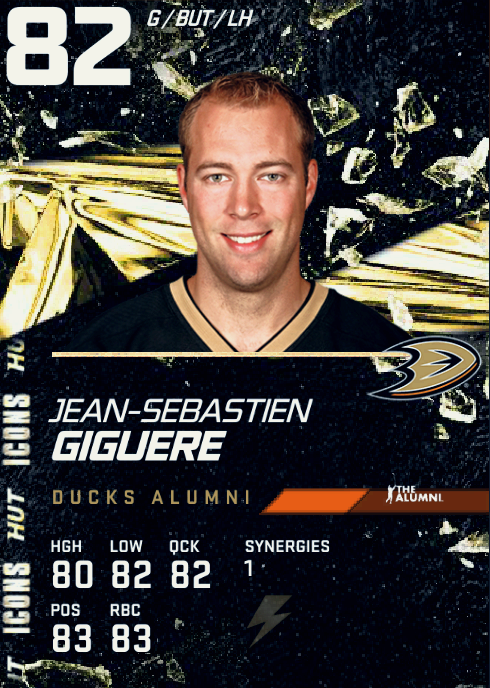 82
G / BUT / LH
JEAN-SEBASTIEN
GIGUERE
DUCKS ALUMNI
THE
ALUMNI
HGH LOW QCK SYNERGIES
80 82 82 1
POS RBC
83 83
HUT ICONS HUT ICONS